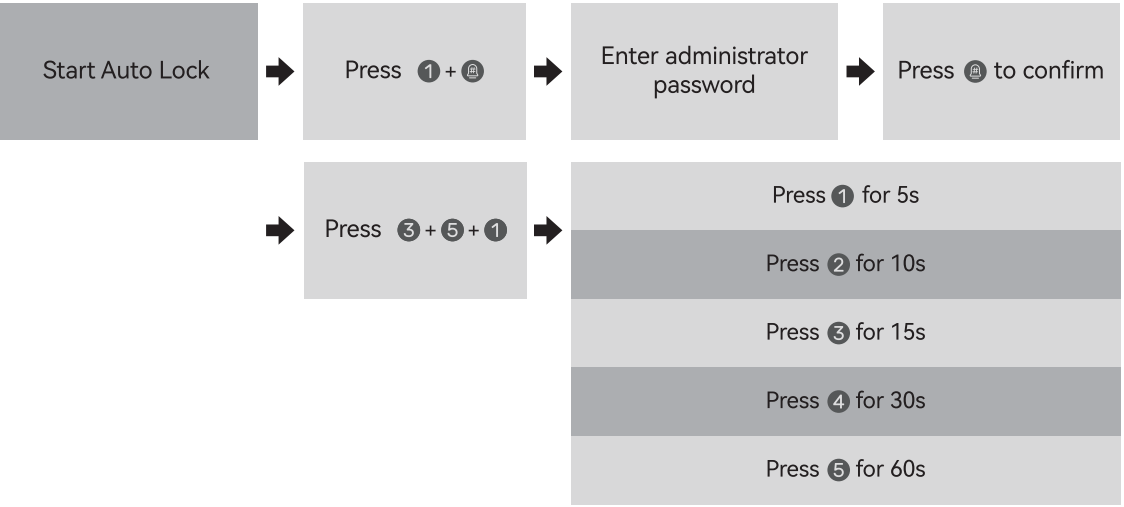 Start Auto Lock
Press 1 + #
Enter administrator
password
Press # to confirm
Press 3 + 5 + 1
Press 1 for 5s
Press 2 for 10s
Press 3 for 15s
Press 4 for 30s
Press 5 for 60s